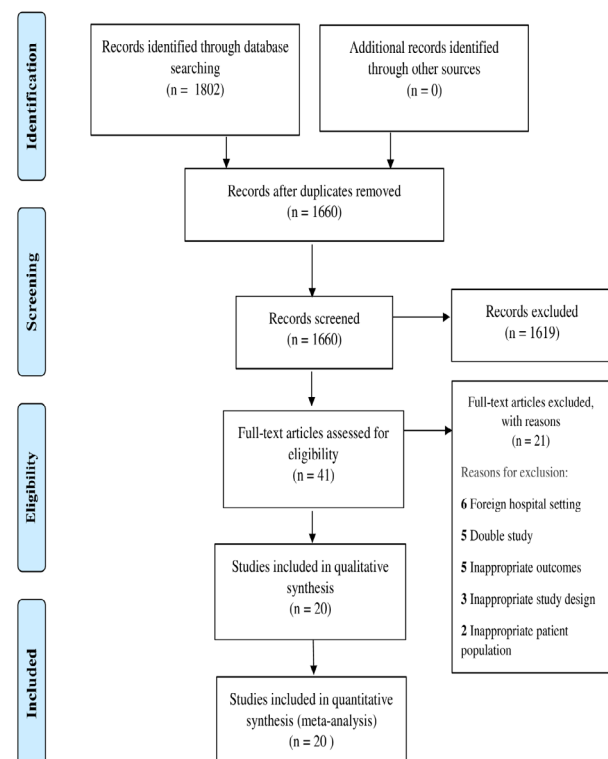 Identification
Records identified through database
searching
(n = 1802)
Additional records identified
through other sources
(n = 0)
Records after duplicates removed
(n = 1660)
Screening
Records screened
(n = 1660)
Records excluded
(n = 1619)
Eligibility
Full-text articles assessed for
eligibility
(n = 41)
Full-text articles excluded,
with reasons
(n = 21)
Reasons for exclusion:
6 Foreign hospital setting
5 Double study
5 Inappropriate outcomes
3 Inappropriate study design
2 Inappropriate patient
population
Studies included in qualitative
synthesis
(n = 20)
Included
Studies included in quantitative
synthesis (meta-analysis)
(n = 20 )